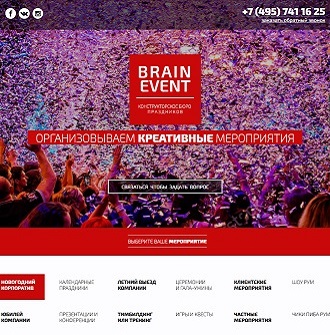 +7 (495) 741 16 25
заказать обратный звонок
BRAIN
EVENT
КОНСТРУКТОРСКОЕ БЮРО
ПРАЗДНИКОВ
ОРГАНИЗОВЫВАЕМ КРЕАТИВНЫЕ МЕРОПРИЯТИЯ
СВЯЗАТЬСЯ ЧТОБЫ ЗАДАТЬ ВОПРОС
ВЫБЕРИТЕ ВАШЕ МЕРОПРИЯТИЕ
НОВОГОДНИЙ КОРПОРАТИВ
КАЛЕНДАРНЫЕ ПРАЗДНИКИ
ЛЕТНИЙ ВЫЕЗД КОМПАНИИ
ЦЕРЕМОНИИ И ГАЛА-УЖИНЫ
КЛИЕНТСКИЕ МЕРОПРИЯТИЯ
ШОУ РУМ
ЮБИЛЕЙ КОМПАНИИ
ПРЕЗЕНТАЦИИ И КОНФЕРЕНЦИИ
ТИМБИЛДИНГ ИЛИ ТРЕНИНГ
ИГРЫ И КВЕСТЫ
ЧАСТНЫЕ МЕРОПРИЯТИЯ
ЧИКИ ПИБА